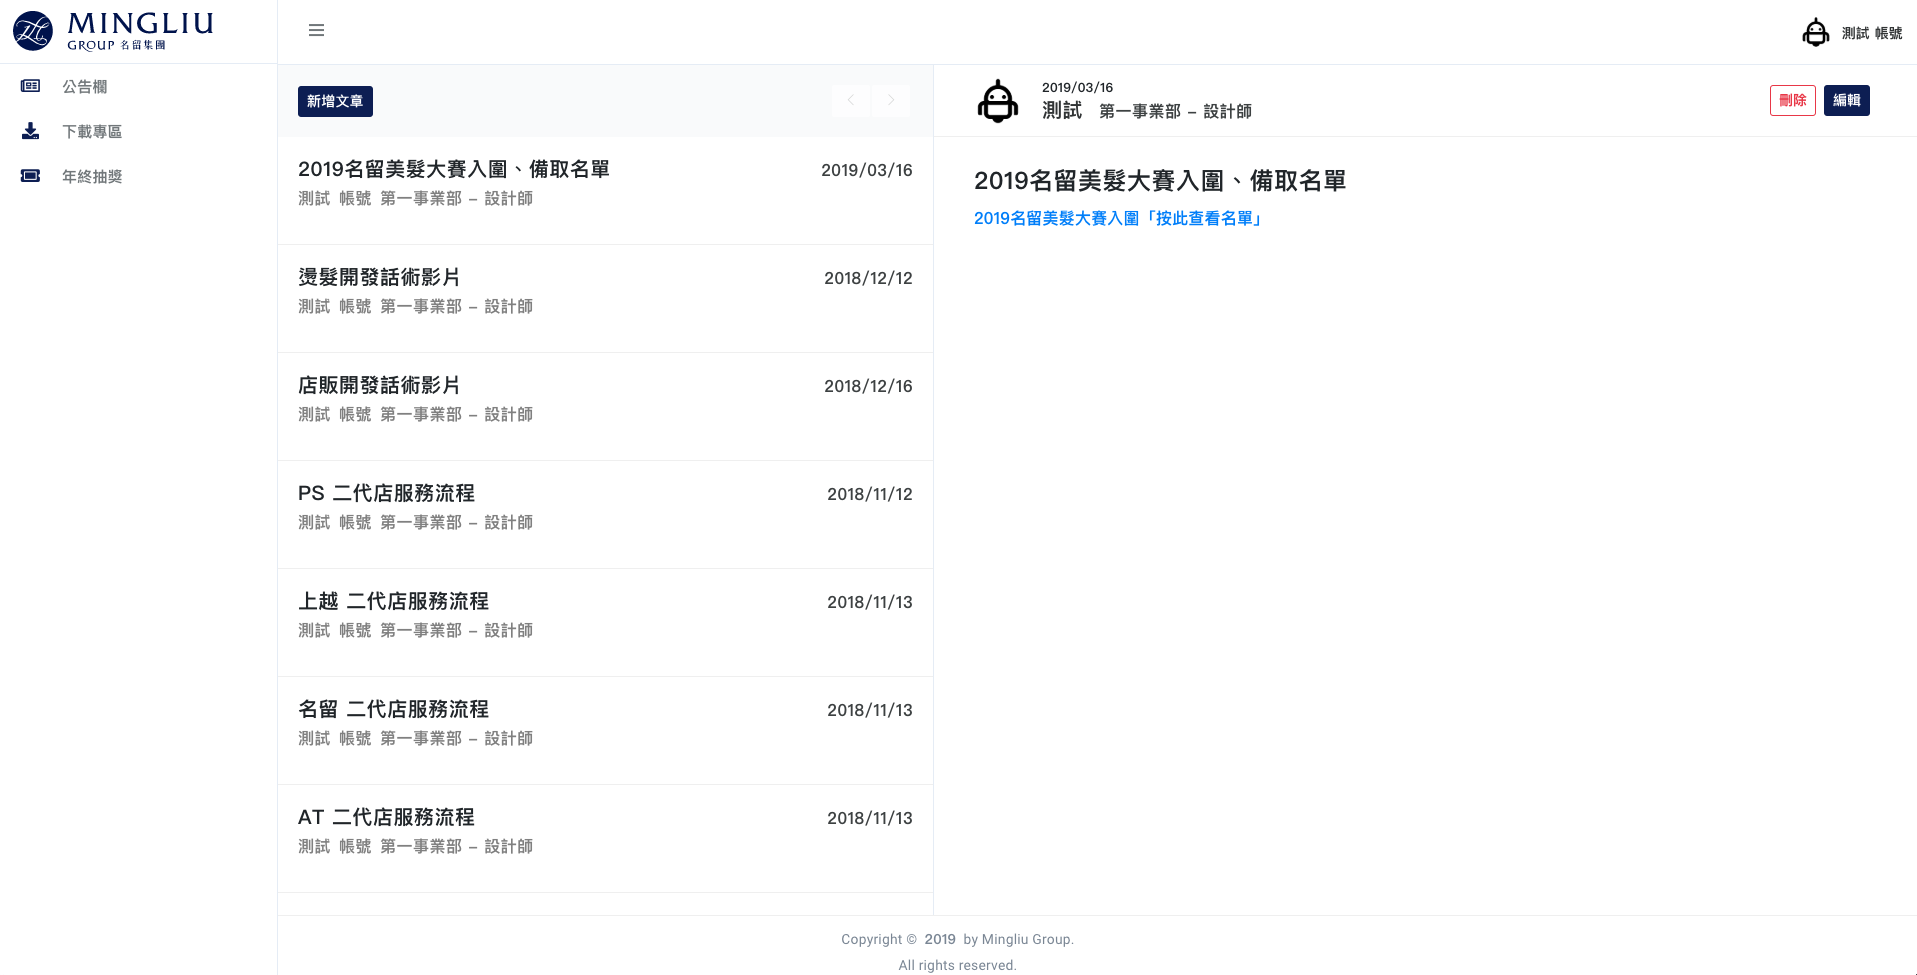 MINGLIU
GROUP 名留集團
測試 帳號
公告欄
下載專區
年終抽獎
新增文章
2019名留美髮大賽入圍、備取名單
2019/03/16
測試 帳號 第一事業部 – 設計師
燙髮開發話術影片
2018/12/12
測試 帳號 第一事業部 – 設計師
店販開發話術影片
2018/12/16
測試 帳號 第一事業部 – 設計師
PS 二代店服務流程
2018/11/12
測試 帳號 第一事業部 – 設計師
上越 二代店服務流程
2018/11/13
測試 帳號 第一事業部 – 設計師
名留 二代店服務流程
2018/11/13
測試 帳號 第一事業部 – 設計師
AT 二代店服務流程
2018/11/13
測試 帳號 第一事業部 – 設計師
2019/03/16
測試 第一事業部 – 設計師
刪除
編輯
2019名留美髮大賽入圍、備取名單
2019名留美髮大賽入圍「按此查看名單」
Copyright © 2019 by Mingliu Group.
All rights reserved.